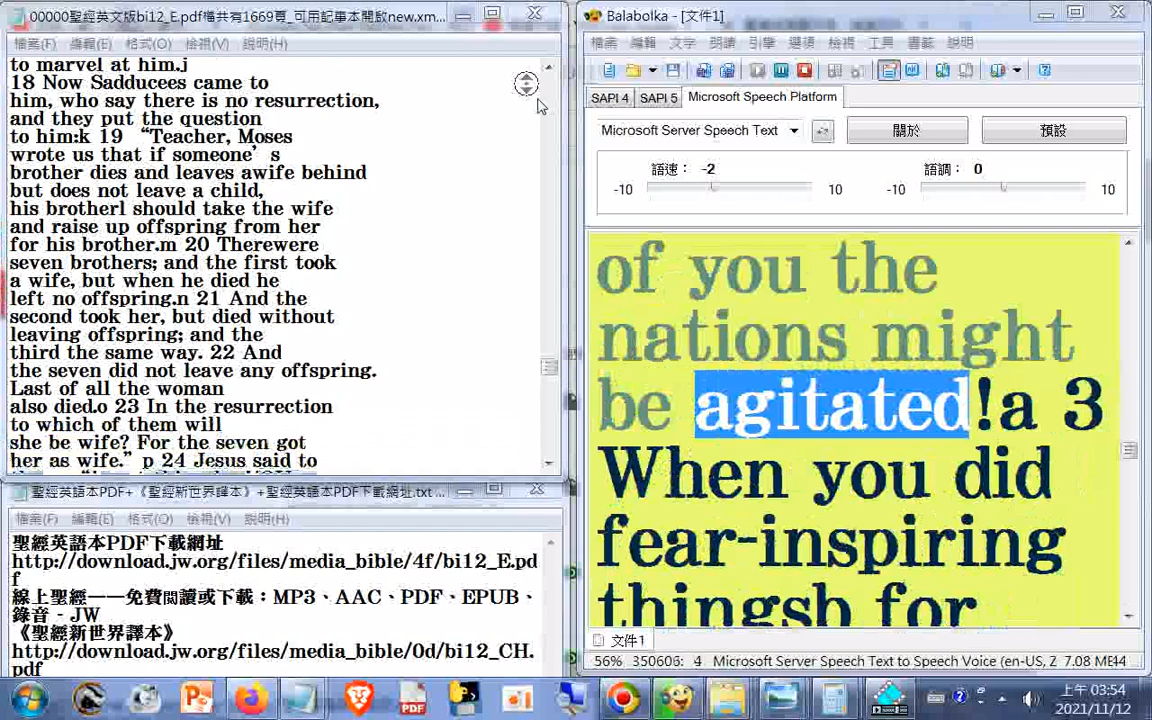 00000聖經英文版bi12_E.pdf檔共有1669頁_可用記事本開啟new.xm...
檔案(F) 編輯(E) 格式(O) 檢視(V) 說明(H)
to marvel at him.j
18 Now Sadducees came to
him, who say there is no resurrection,
and they put the question
to him:k 19 “Teacher, Moses
wrote us that if someone’s
brother dies and leaves awife behind
but does not leave a child,
his brotherl should take the wife
and raise up offspring from her
for his brother.m 20 Therewere
seven brothers; and the first took
a wife, but when he died he
left no offspring.n 21 And the
second took her, but died without
leaving offspring; and the
third the same way. 22 And
the seven did not leave any offspring.
Last of all the woman
also died.o 23 In the resurrection
to which of them will
she be wife? For the seven got
her as wife.” p 24 Jesus said to
聖經英語本PDF+《聖經新世界譯本》+聖經英語本PDF下載網址.txt ...
檔案(F) 編輯(E) 格式(O) 檢視(V) 說明(H)
聖經英語本PDF下載網址
http://download.jw.org/files/media_bible/4f/bi12_E.pd
f
線上聖經——免費閱讀或下載：MP3、AAC、PDF、EPUB、
錄音 - JW
《聖經新世界譯本》
http://download.jw.org/files/media_bible/0d/bi12_CH.
pdf
Balabolka - [文件1]
檔案 編輯 文字 朗讀 引擎 選項 檢視 工具 書籤 說明
SAPI 4 SAPI 5 Microsoft Speech Platform
Microsoft Server Speech Text 關於 預設
語速： -2 語調： 0
-10 10 -10 10
of you the
nations might
be agitated!a 3
When you did
fear-inspiring
thingsb for
文件1
56% 350606: 4 Microsoft Server Speech Text to Speech Voice (en-US, Z 7.08 ME44
上午 03:54
2021/11/12